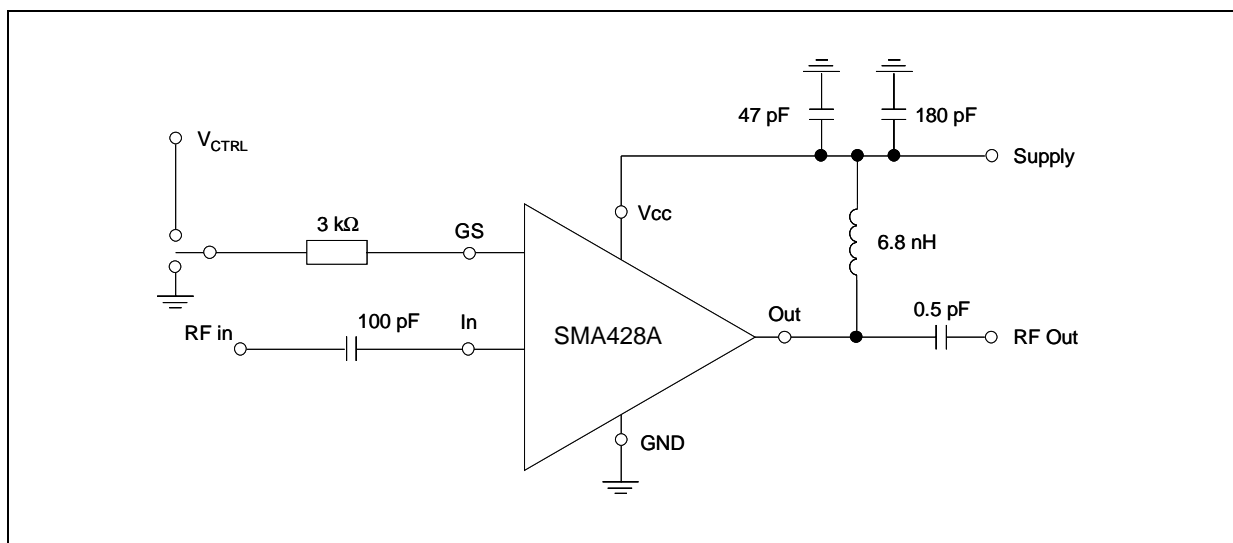 47 pF
180 pF
VCTRL
Supply
Vcc
3 kΩ
GS
6.8 nH
100 pF
In
Out
0.5 pF
RF in
SMA428A
RF Out
GND